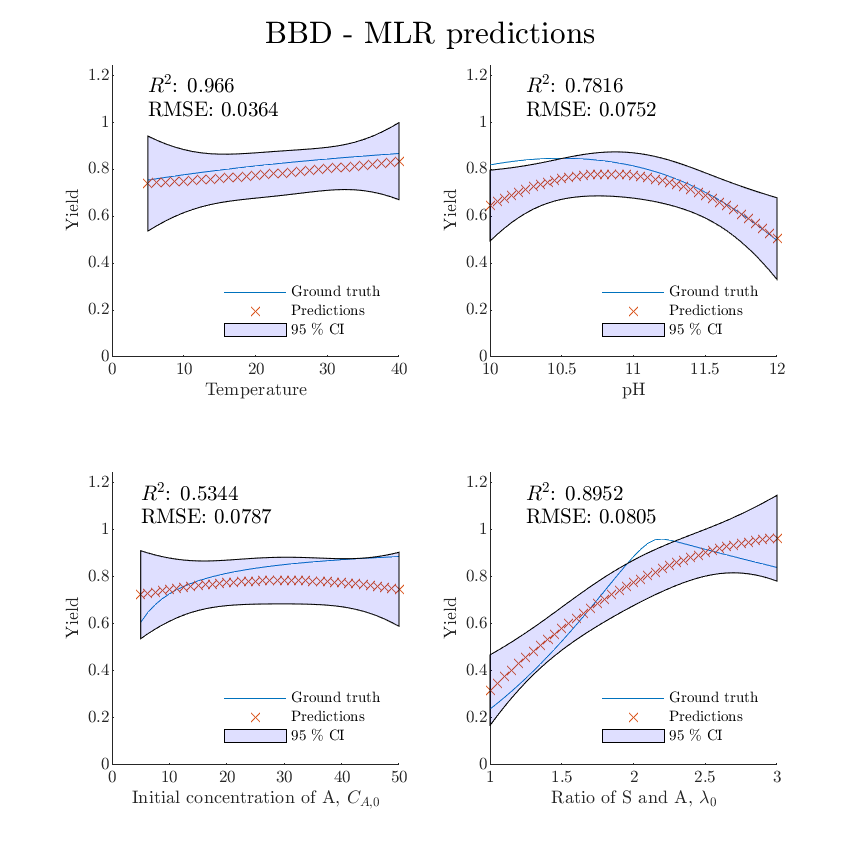 BBD - MLR predictions
R²: 0.966
RMSE: 0.0364
1.2
1
0.8
0.6
0.4
0.2
0
Yield
Ground truth
Predictions
95 % CI
0 10 20 30 40
Temperature
R²: 0.7816
RMSE: 0.0752
1.2
1
0.8
0.6
0.4
0.2
0
Yield
Ground truth
Predictions
95 % CI
10 10.5 11 11.5 12
pH
R²: 0.5344
RMSE: 0.0787
1.2
1
0.8
0.6
0.4
0.2
0
Yield
Ground truth
Predictions
95 % CI
0 10 20 30 40 50
Initial concentration of A, C_{A,0}
R²: 0.8952
RMSE: 0.0805
1.2
1
0.8
0.6
0.4
0.2
0
Yield
Ground truth
Predictions
95 % CI
1 1.5 2 2.5 3
Ratio of S and A, λ₀